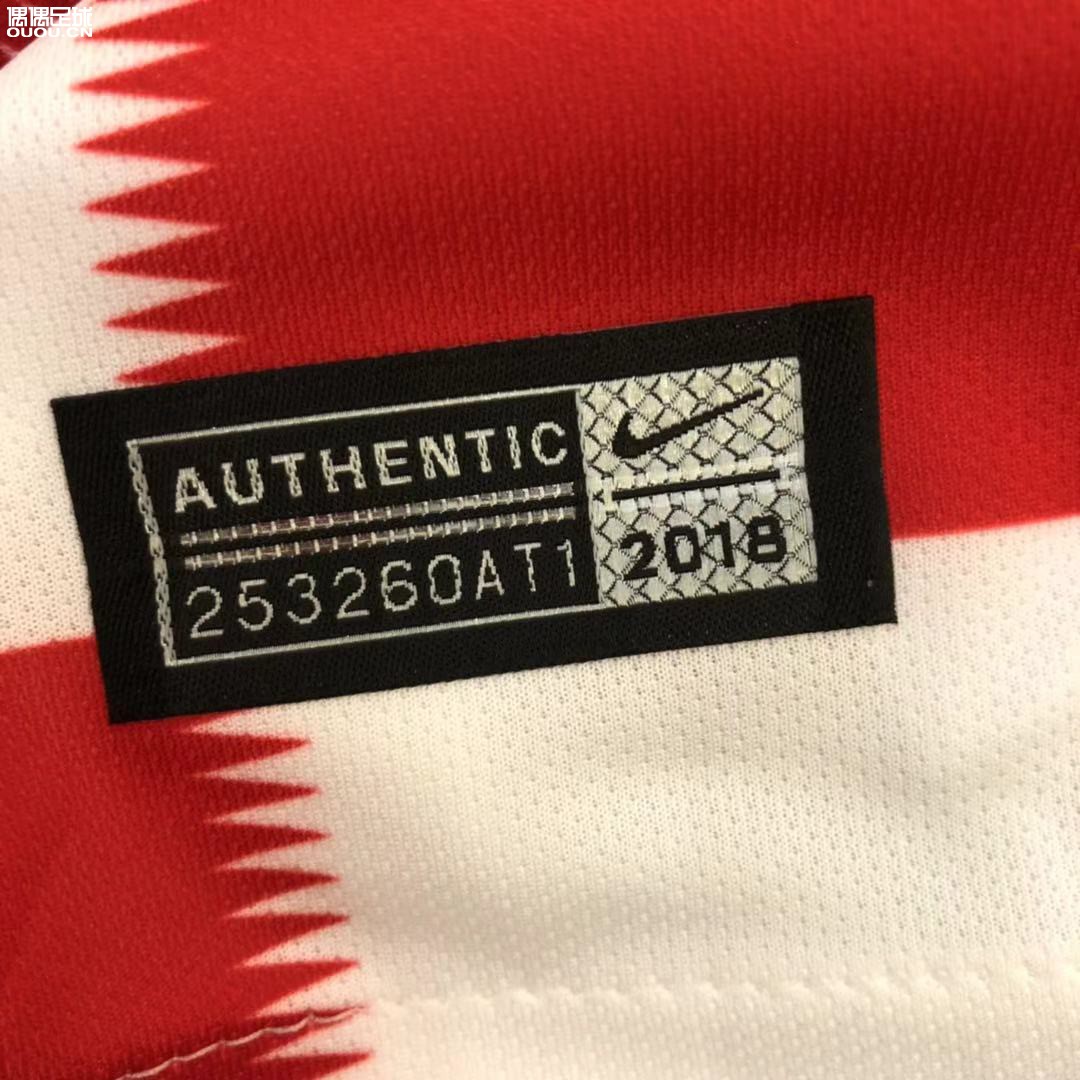 偶偶足球
OUOU.CN
AUTHENTIC
253260AT1
2018